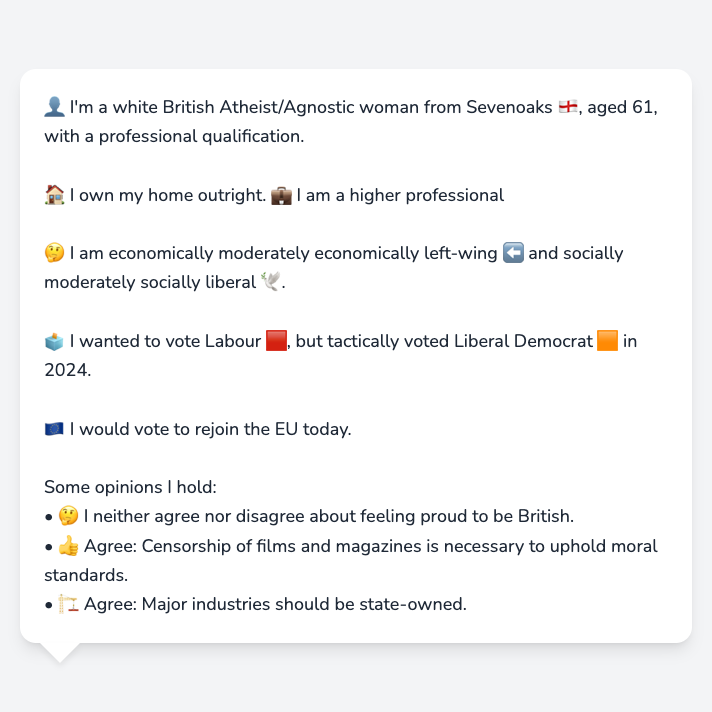 👤 I'm a white British Atheist/Agnostic woman from Sevenoaks 🏴󠁧󠁢󠁥󠁮󠁧󠁿, aged 61,
with a professional qualification.
🏠 I own my home outright. 💼 I am a higher professional
🤔 I am economically moderately economically left-wing ⬅️ and socially
moderately socially liberal 🕊️.
🗳️ I wanted to vote Labour 🟥, but tactically voted Liberal Democrat 🟧 in
2024.
🇪🇺 I would vote to rejoin the EU today.
Some opinions I hold:
• 🤔 I neither agree nor disagree about feeling proud to be British.
• 👍 Agree: Censorship of films and magazines is necessary to uphold moral
standards.
• 🏗️ Agree: Major industries should be state-owned.